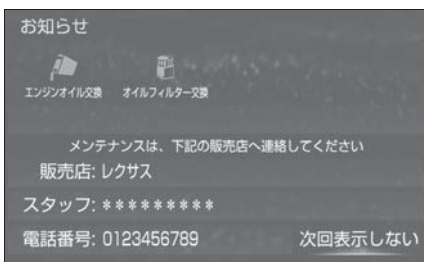 お知らせ
エンジンオイル交換 オイルフィルター交換
メンテナンスは、下記の販売店へ連絡してください
販売店: レクサス
スタッフ: *********
電話番号: 0123456789 次回表示しない